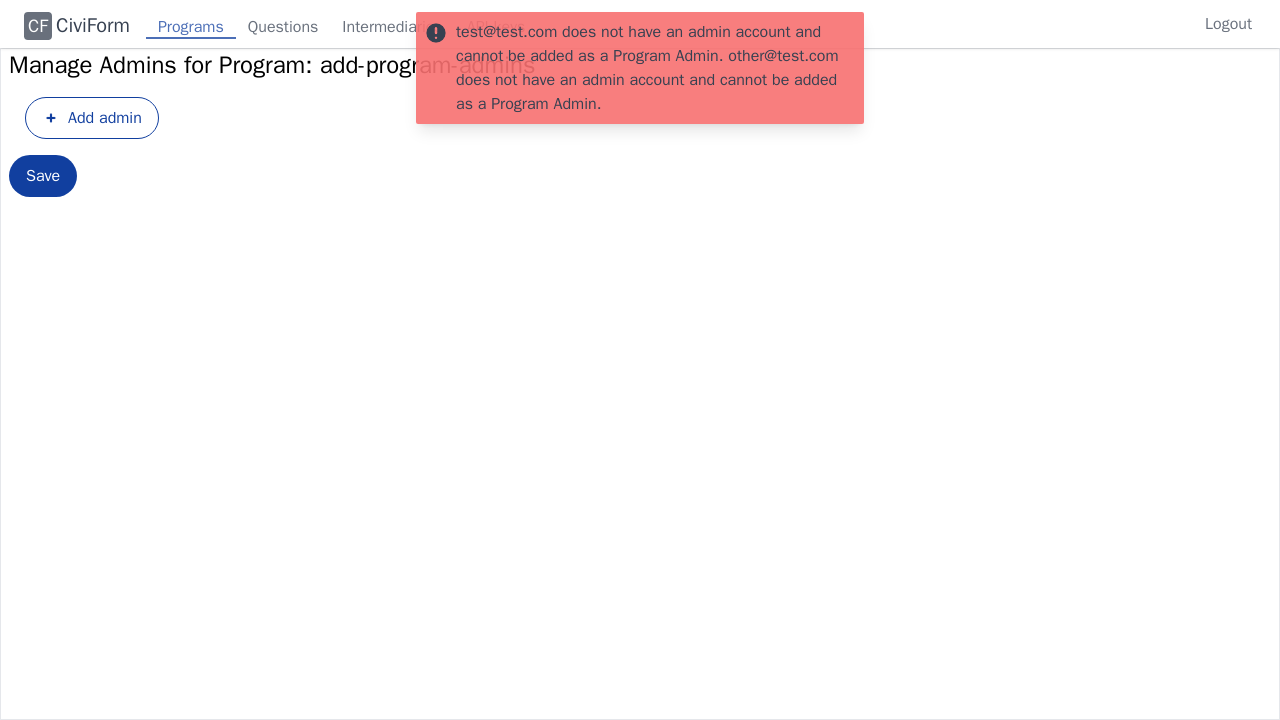 CF CiviForm Programs Questions Logout
test@test.com does not have an admin account and
cannot be added as a Program Admin. other@test.com
does not have an admin account and cannot be added
as a Program Admin.
Manage Admins for Program: add-program-admins
+ Add admin
Save